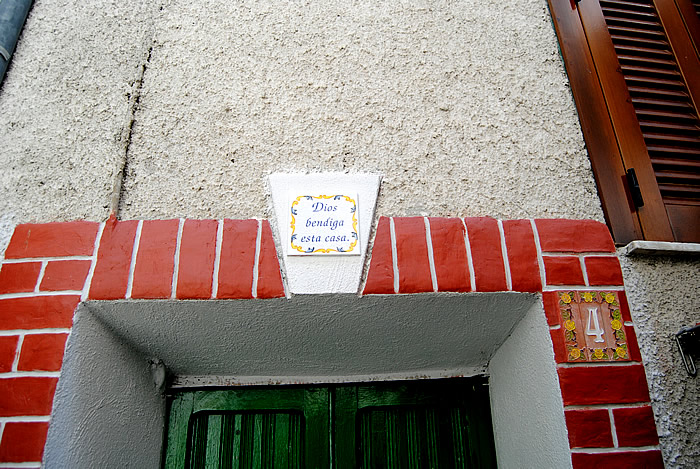 Dios
bendiga
esta casa.
4